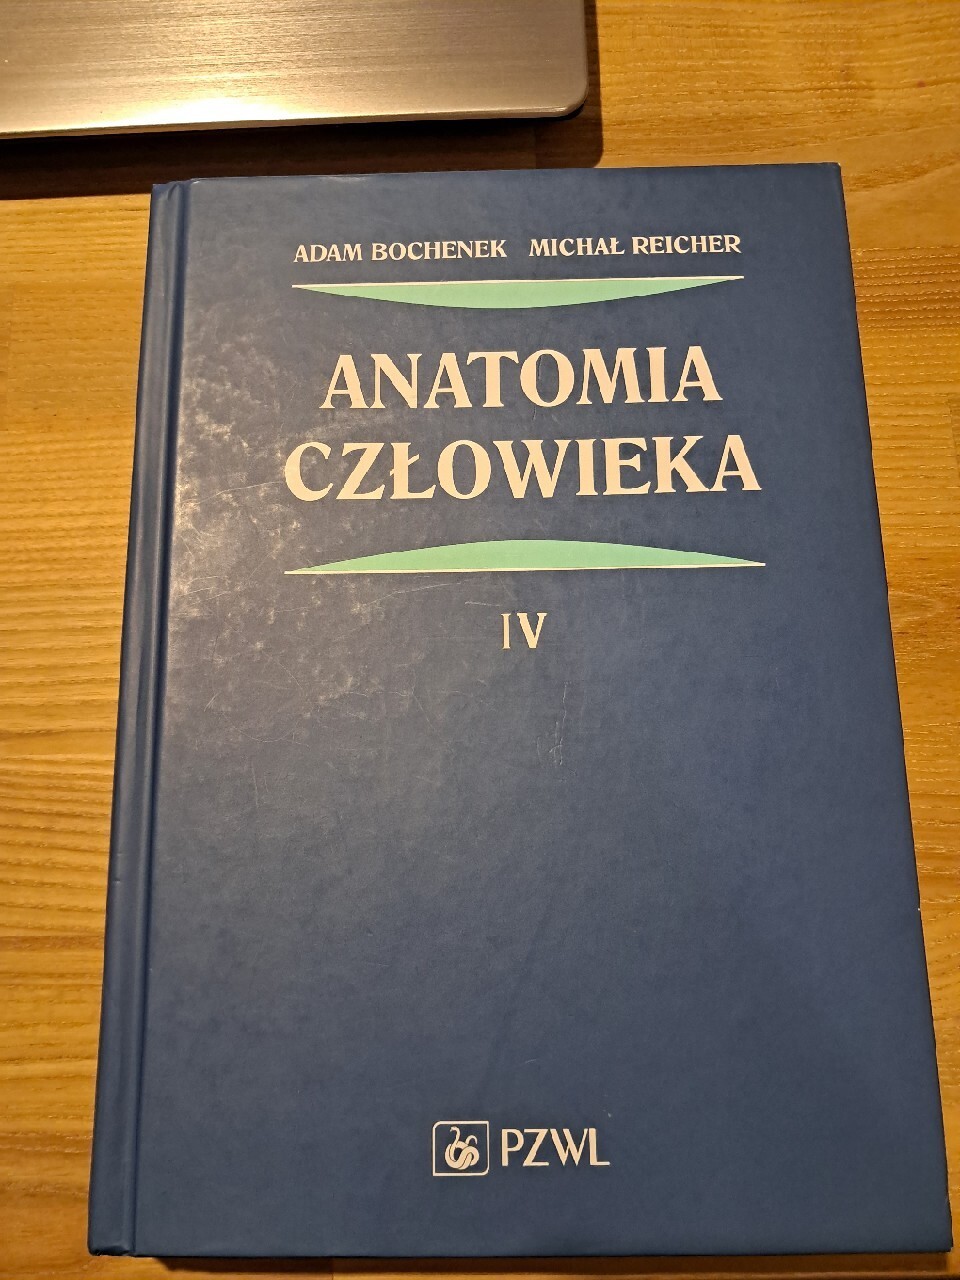 ADAM BOCHENEK MICHAŁ REICHER
ANATOMIA
CZŁOWIEKA
IV
PZWL